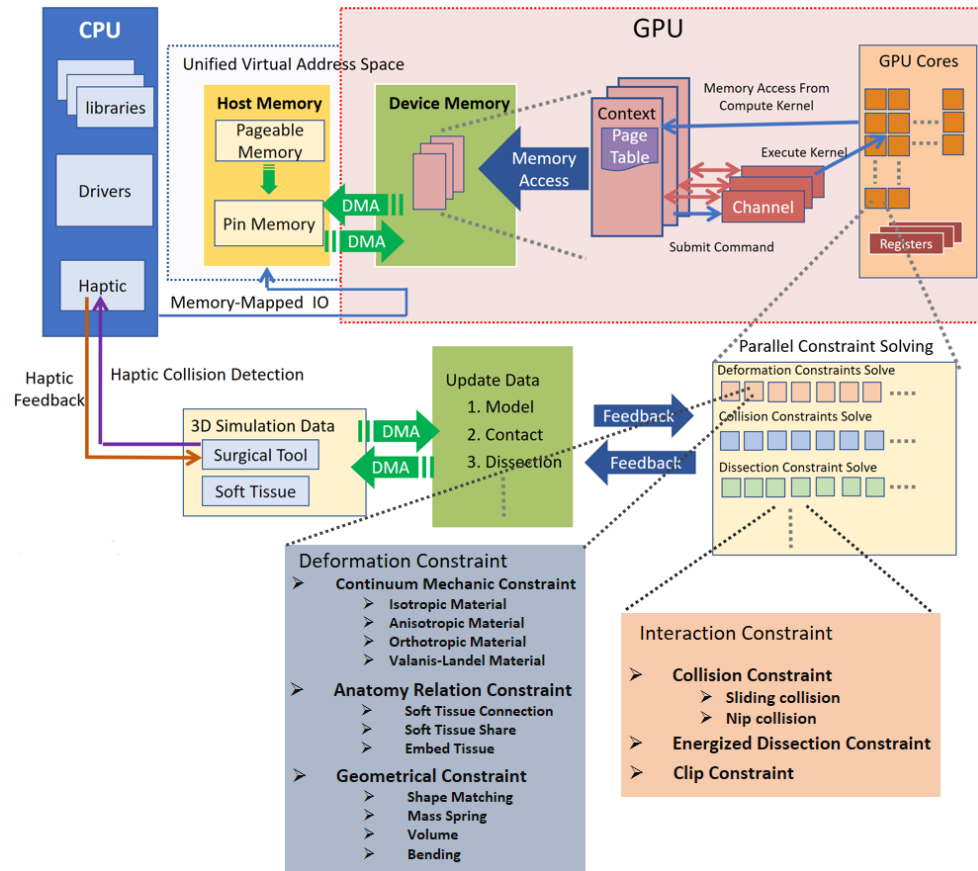 CPU
libraries
Drivers
Haptic
Unified Virtual Address Space
Host Memory
Pageable
Memory
Pin Memory
DMA
DMA
Memory-Mapped IO
GPU
Device Memory
Memory
Access
Context
Page
Table
Memory Access From
Compute Kernel
Execute Kernel
Channel
Submit Command
GPU Cores
Registers
Haptic
Feedback
Haptic Collision Detection
3D Simulation Data
Surgical Tool
Soft Tissue
DMA
DMA
Update Data
1. Model
2. Contact
3. Dissection
Feedback
Feedback
Parallel Constraint Solving
Deformation Constraints Solve
Collision Constraints Solve
Dissection Constraint Solve
Deformation Constraint
➢ Continuum Mechanic Constraint
➢ Isotropic Material
➢ Anisotropic Material
➢ Orthotropic Material
➢ Valanis-Landel Material
➢ Anatomy Relation Constraint
➢ Soft Tissue Connection
➢ Soft Tissue Share
➢ Embed Tissue
➢ Geometrical Constraint
➢ Shape Matching
➢ Mass Spring
➢ Volume
➢ Bending
Interaction Constraint
➢ Collision Constraint
➢ Sliding collision
➢ Nip collision
➢ Energized Dissection Constraint
➢ Clip Constraint